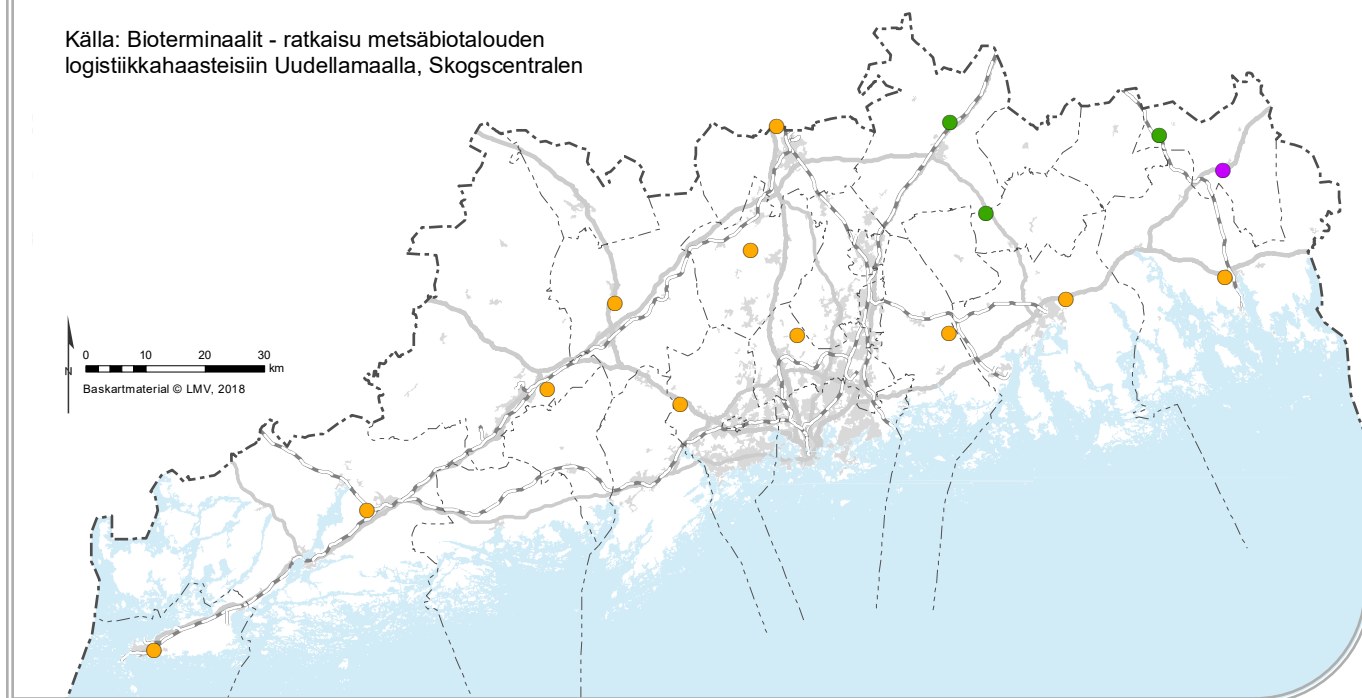 Källa: Bioterminaalit - ratkaisu metsäbiotalouden
logistiikkahaasteisiin Uudellamaalla, Skogscentralen
0 10 20 30
km
N
Baskartmaterial © LMV, 2018